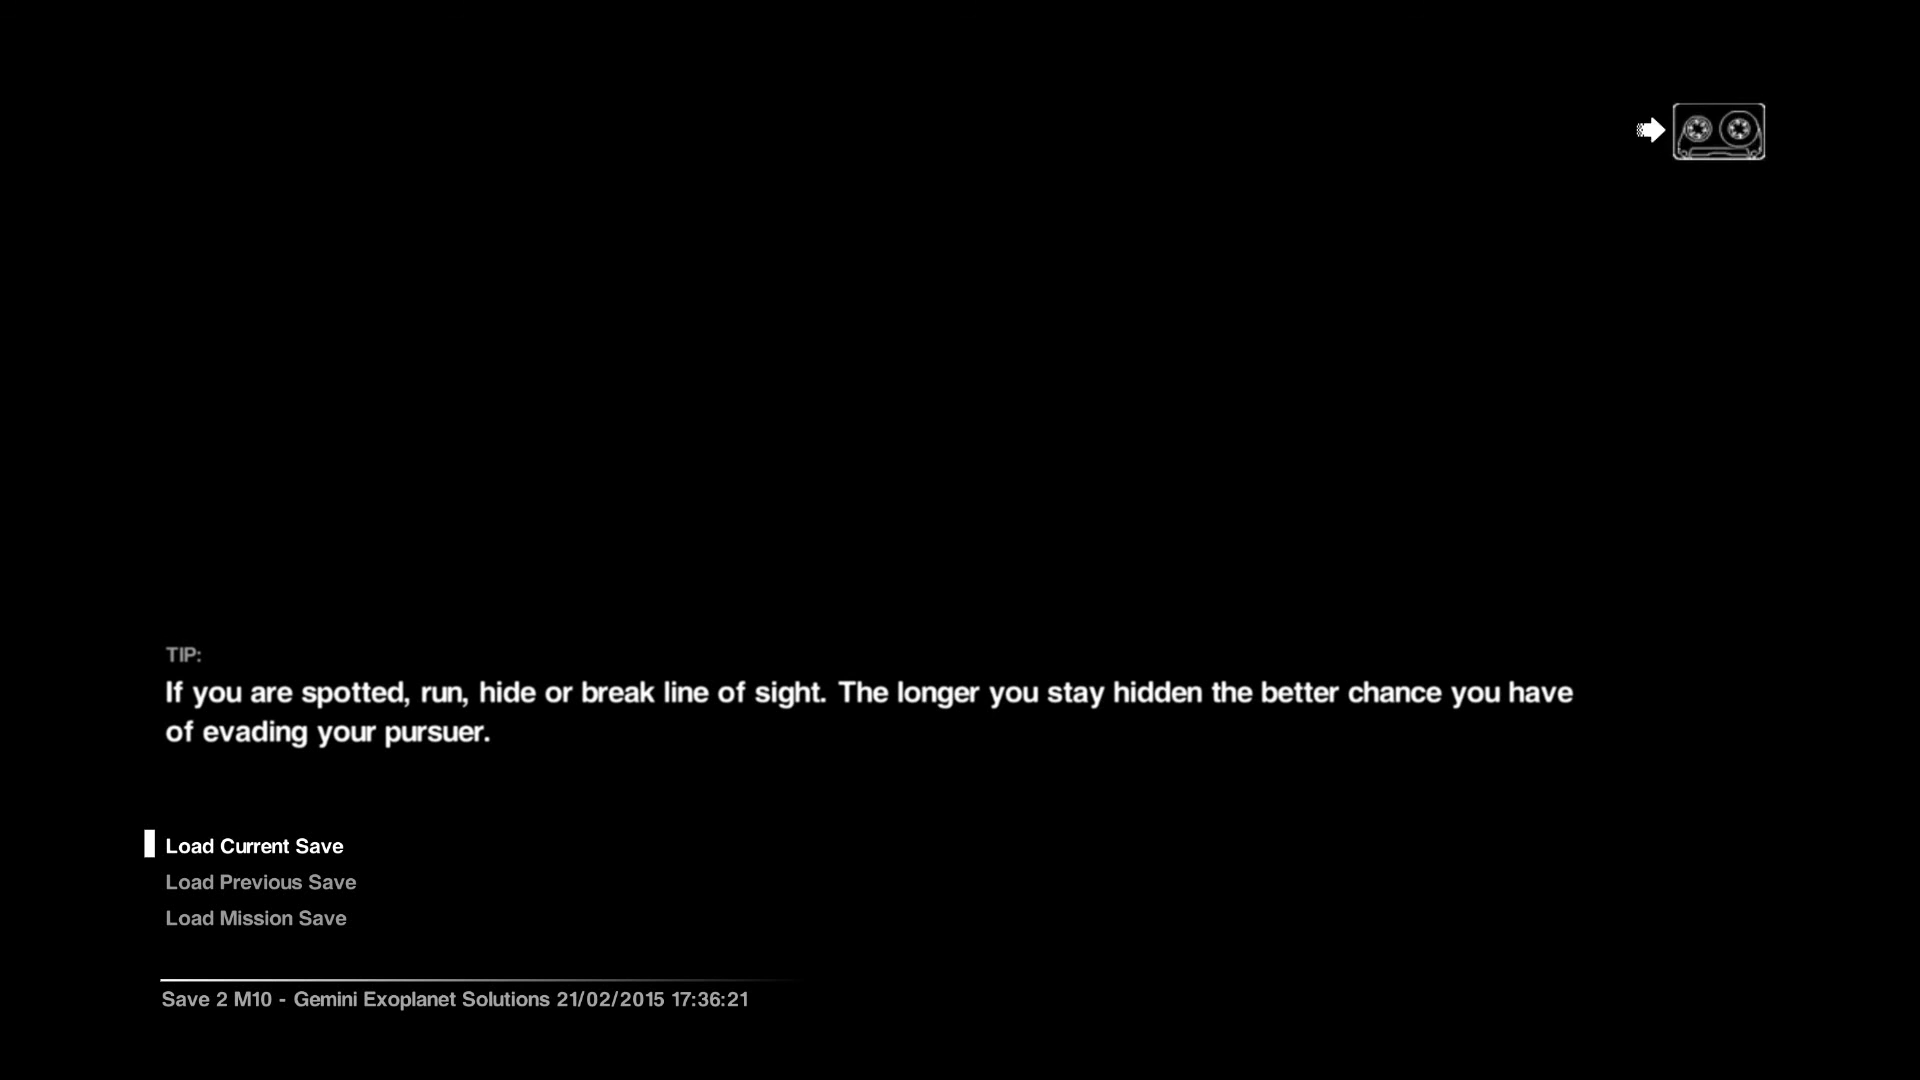 TIP:
If you are spotted, run, hide or break line of sight. The longer you stay hidden the better chance you have
of evading your pursuer.
Load Current Save
Load Previous Save
Load Mission Save
Save 2 M10 - Gemini Exoplanet Solutions 21/02/2015 17:36:21